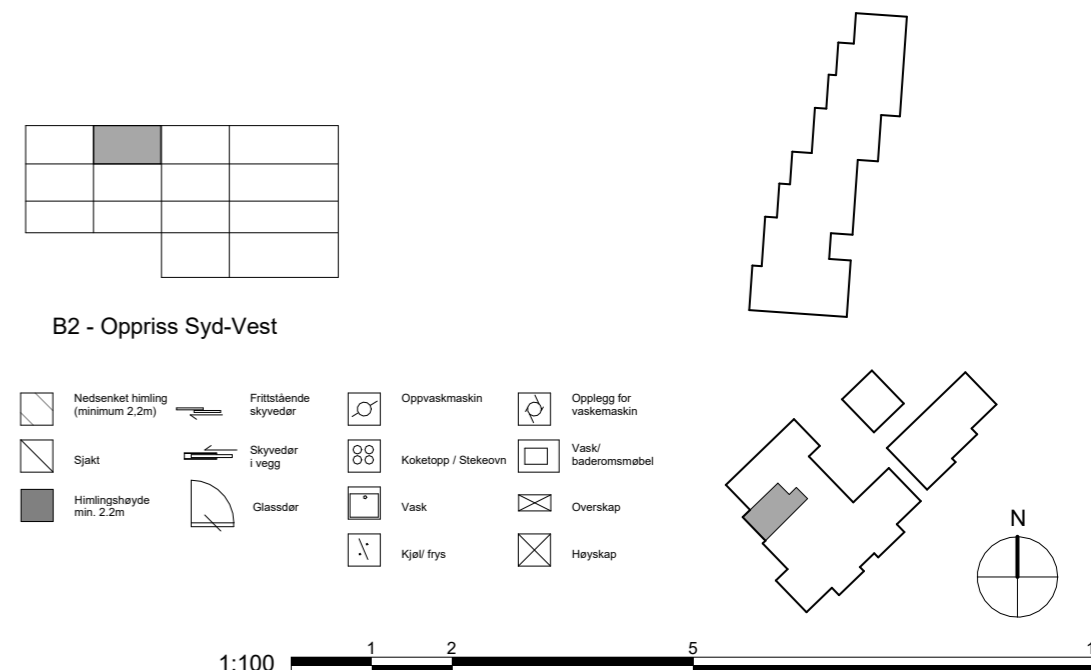 B2 - Oppriss Syd-Vest
Nedsenket himling
(minimum 2,2m)
Frittstående
skyvedør
Oppvaskmaskin
Opplegg for
vaskemaskin
Sjakt
Skyvedør
i vegg
Koketopp / Stekeovn
Vask/
baderomsmøbel
Himlingshøyde
min. 2.2m
Glassdør
Vask
Overskap
Kjøl/ frys
Høyskap
N
1:100
1
2
5